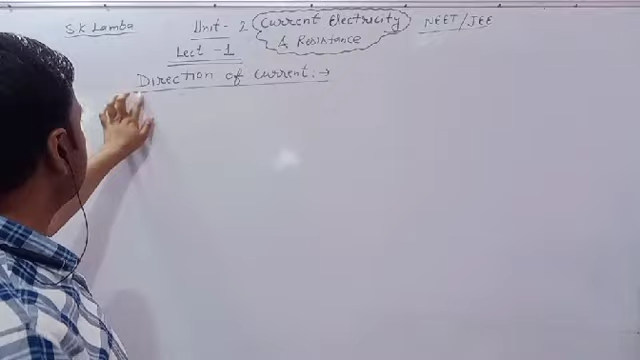 S.K Lamba
Unit - 2 Current Electricity & Resistance
NEET/JEE
Lect - 1
Direction of current :→